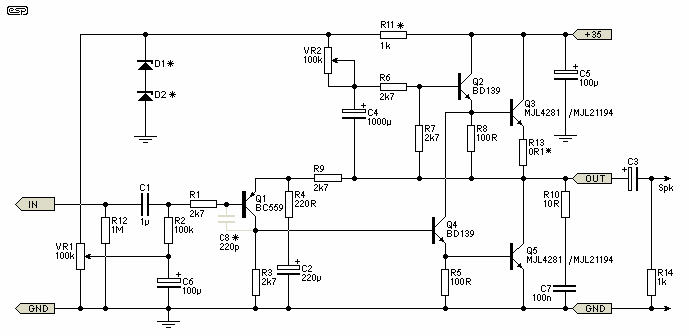 esp
R11 *
1k
+35
D1 *
D2 *
VR2
100k
R6
2k7
Q2
BD139
C5
100µ
C4
1000µ
Q3
MJL4281 / MJL21194
R7
2k7
R8
100R
R13
0R1 *
R9
2k7
OUT
C3
Spk
IN
C1
1µ
R1
2k7
Q1
BC559
R4
220R
R10
10R
R12
1M
R2
100k
C8 *
220p
Q4
BD139
VR1
100k
Q5
MJL4281 / MJL21194
C6
100µ
R3
2k7
C2
220µ
R5
100R
C7
100n
R14
1k
GND
GND